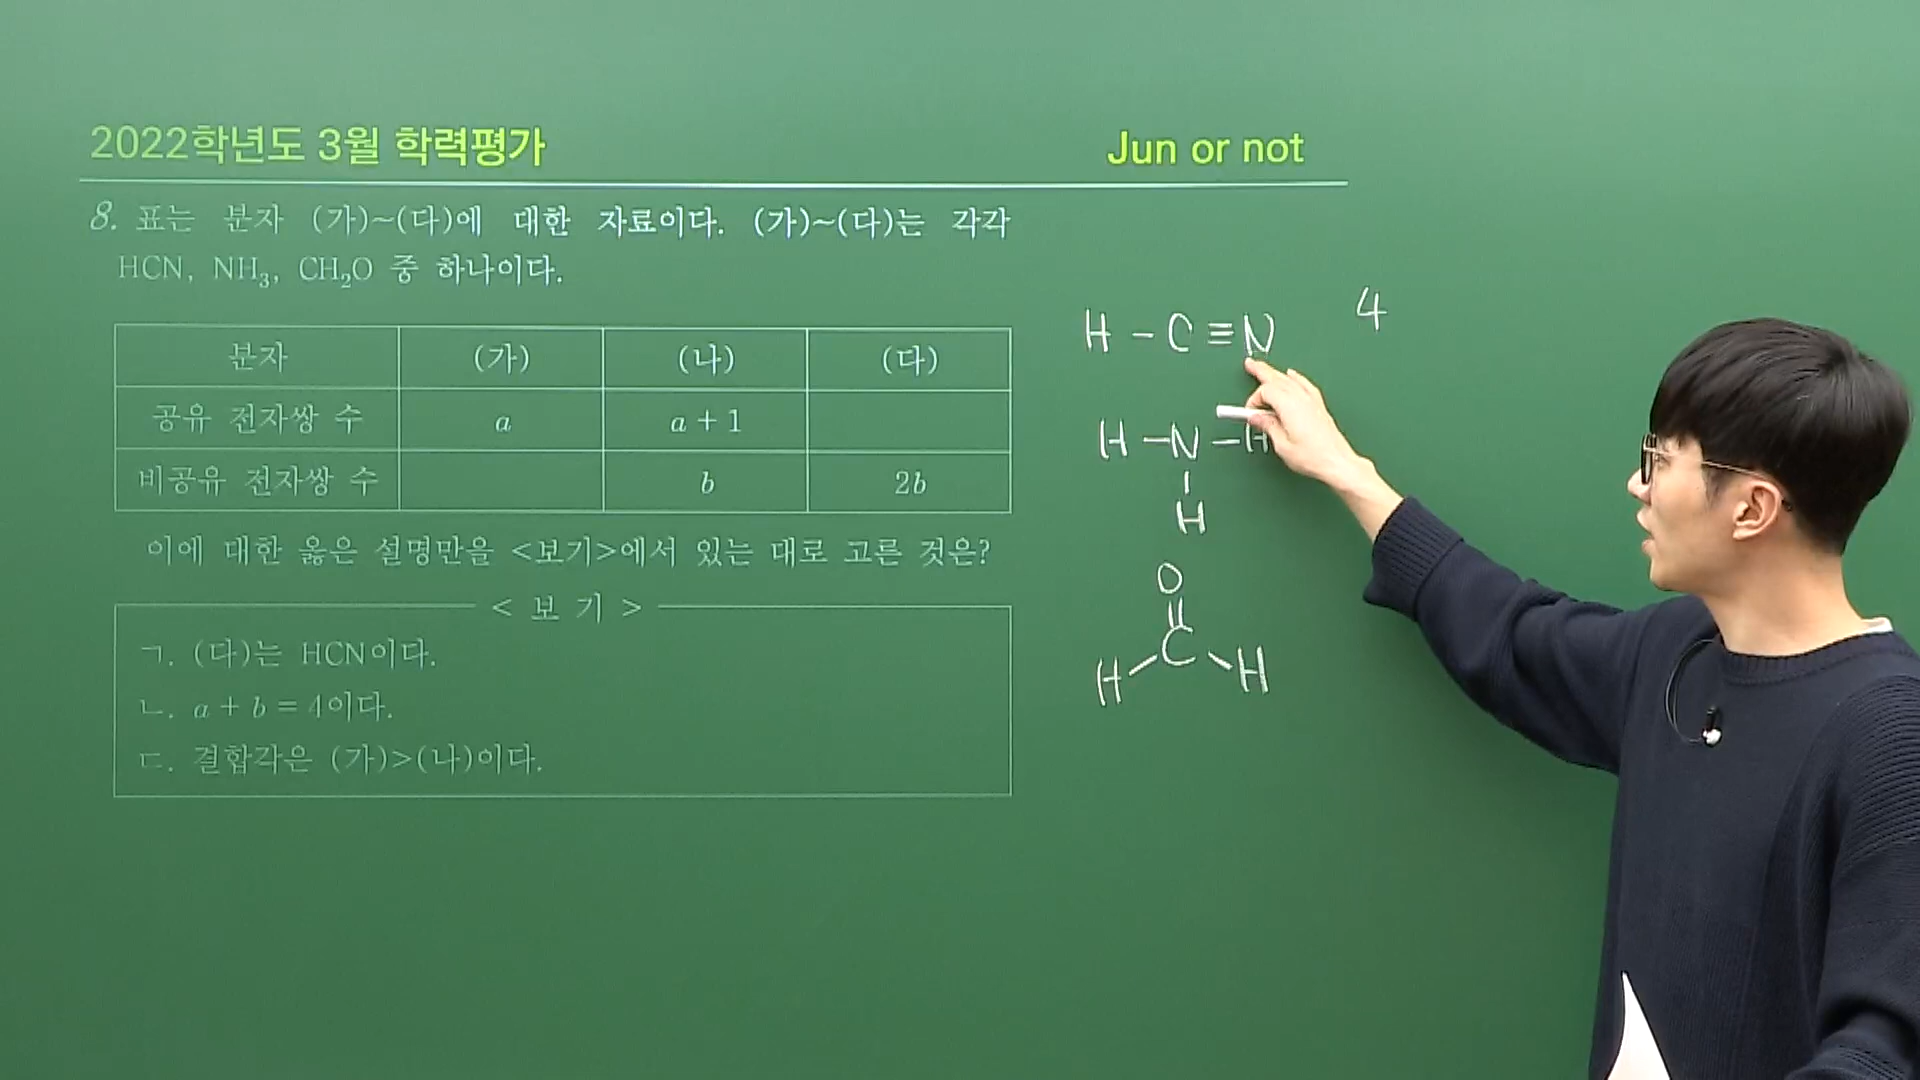 2022학년도 3월 학력평가
Jun or not
8. 표는 분자 (가)~(다)에 대한 자료이다. (가)~(다)는 각각
HCN, NH₃, CH₂O 중 하나이다.
분자 (가) (나) (다)
공유 전자쌍 수 a a + 1
비공유 전자쌍 수 b 2b
이에 대한 옳은 설명만을 <보기>에서 있는 대로 고른 것은?
< 보 기 >
ㄱ. (다)는 HCN이다.
ㄴ. a + b = 4이다.
ㄷ. 결합각은 (가)>(나)이다.
H - C ≡ N 4
H - N - H
H
O
C
H H